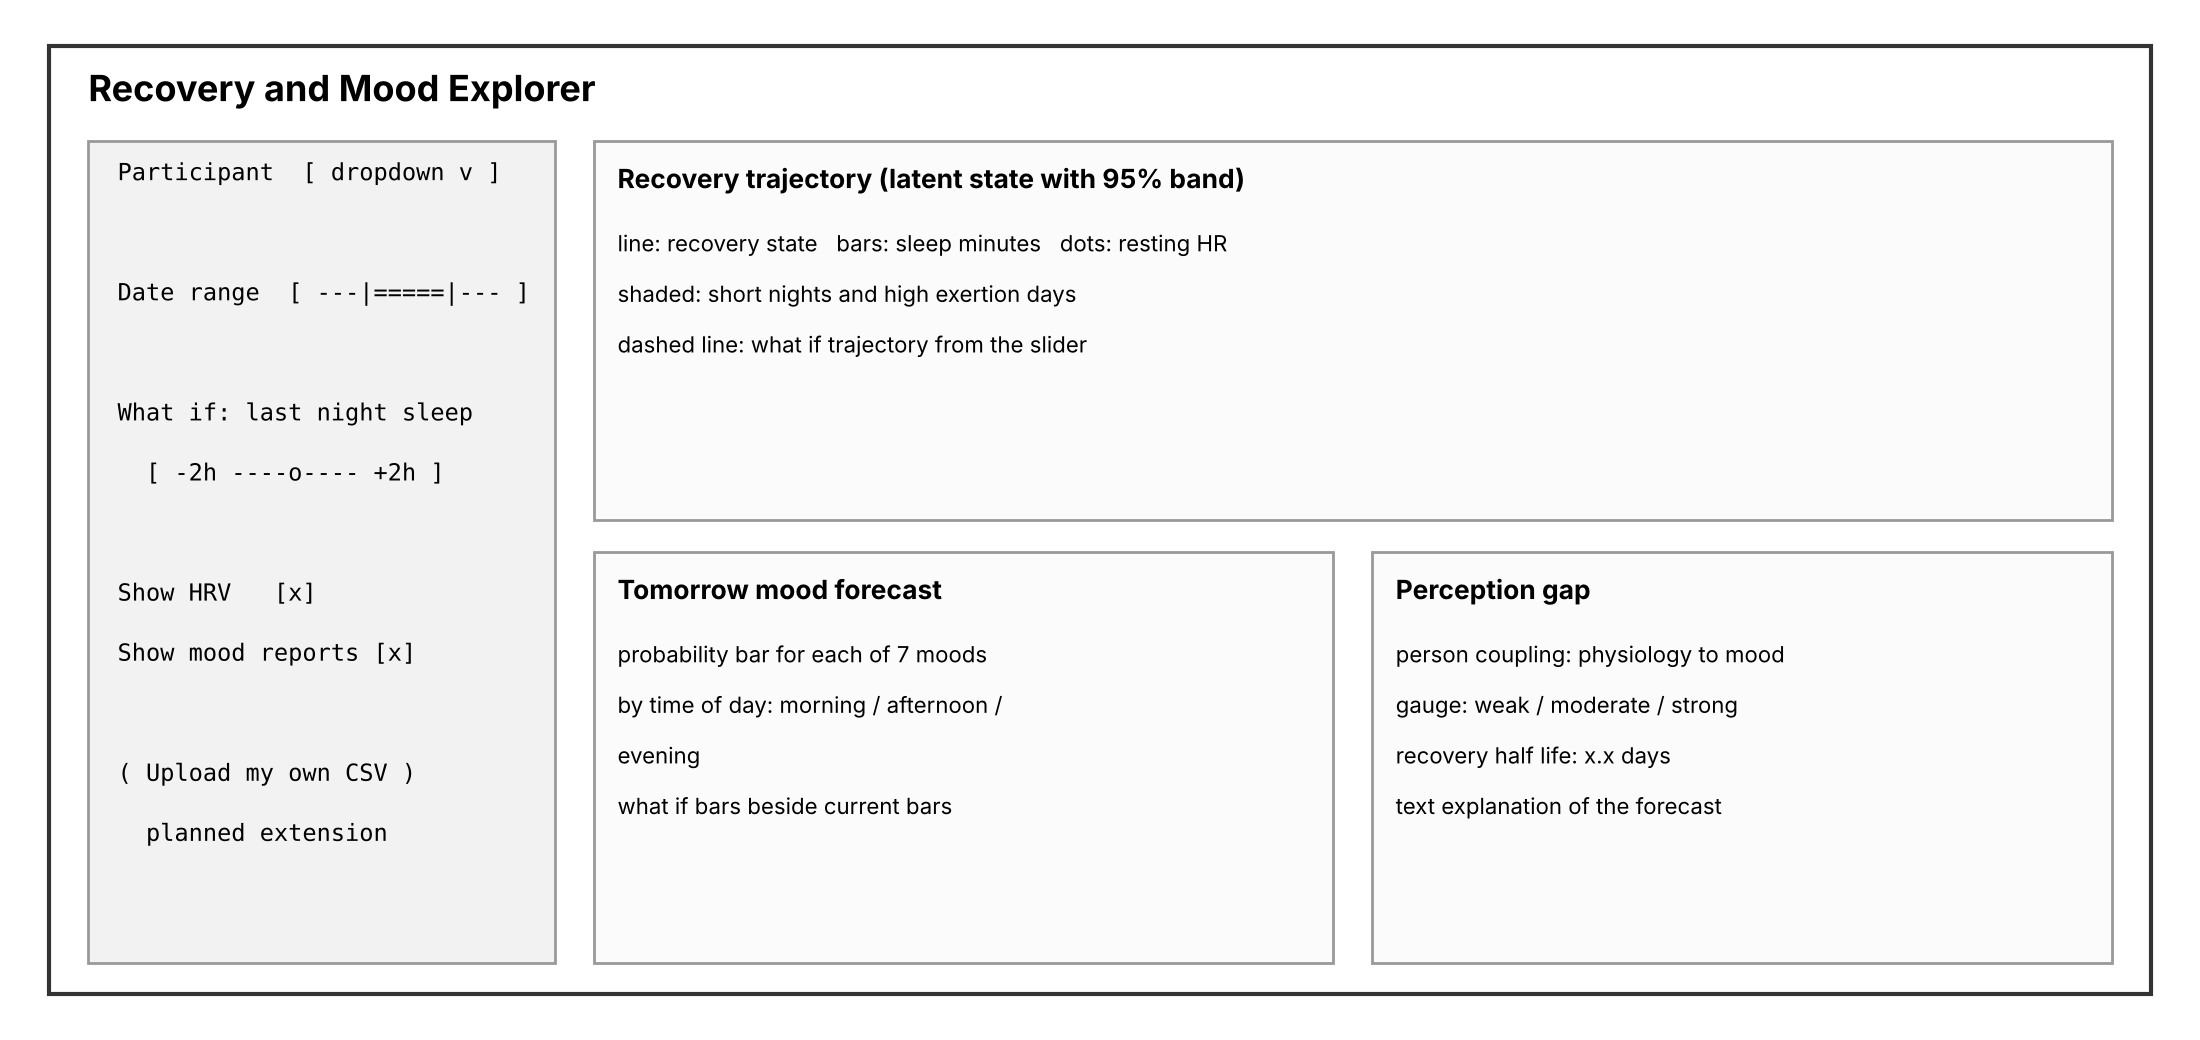 Recovery and Mood Explorer
Participant  [ dropdown v ]
Date range  [ ---|=====|--- ]
What if: last night sleep
[ -2h ----o---- +2h ]
Show HRV   [x]
Show mood reports [x]
( Upload my own CSV )
planned extension
Recovery trajectory (latent state with 95% band)
line: recovery state   bars: sleep minutes   dots: resting HR
shaded: short nights and high exertion days
dashed line: what if trajectory from the slider
Tomorrow mood forecast
probability bar for each of 7 moods
by time of day: morning / afternoon /
evening
what if bars beside current bars
Perception gap
person coupling: physiology to mood
gauge: weak / moderate / strong
recovery half life: x.x days
text explanation of the forecast